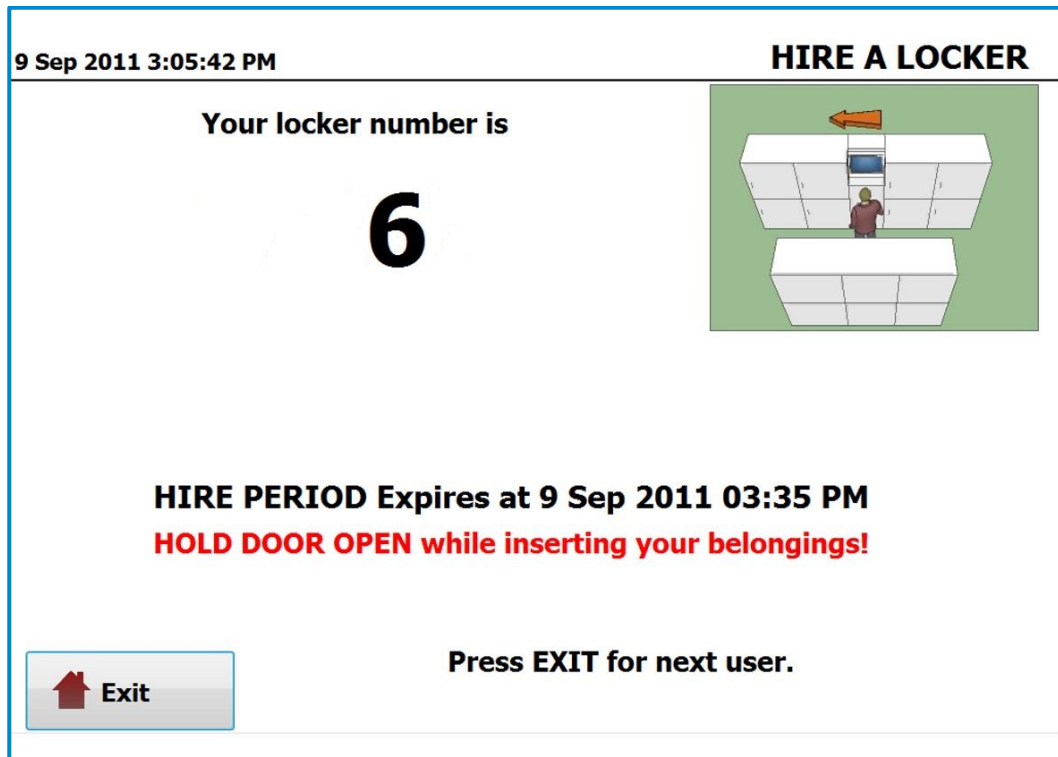 9 Sep 2011 3:05:42 PM
HIRE A LOCKER
Your locker number is
6
HIRE PERIOD Expires at 9 Sep 2011 03:35 PM
HOLD DOOR OPEN while inserting your belongings!
Press EXIT for next user.
Exit